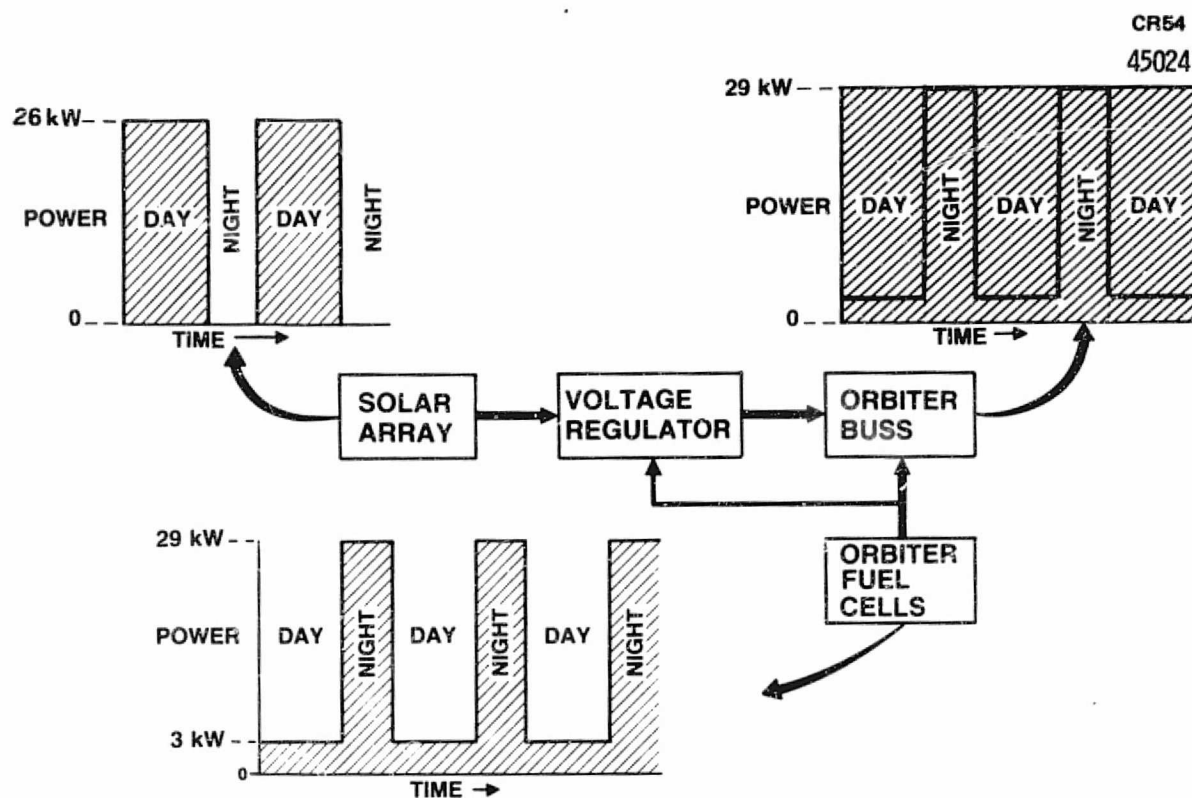 CR54
45024
26 kW
POWER
DAY
NIGHT
DAY
NIGHT
0
TIME
29 kW
POWER
DAY
NIGHT
DAY
NIGHT
DAY
0
TIME
SOLAR
ARRAY
VOLTAGE
REGULATOR
ORBITER
BUSS
29 kW
POWER
DAY
NIGHT
DAY
NIGHT
DAY
NIGHT
3 kW
0
TIME
ORBITER
FUEL
CELLS